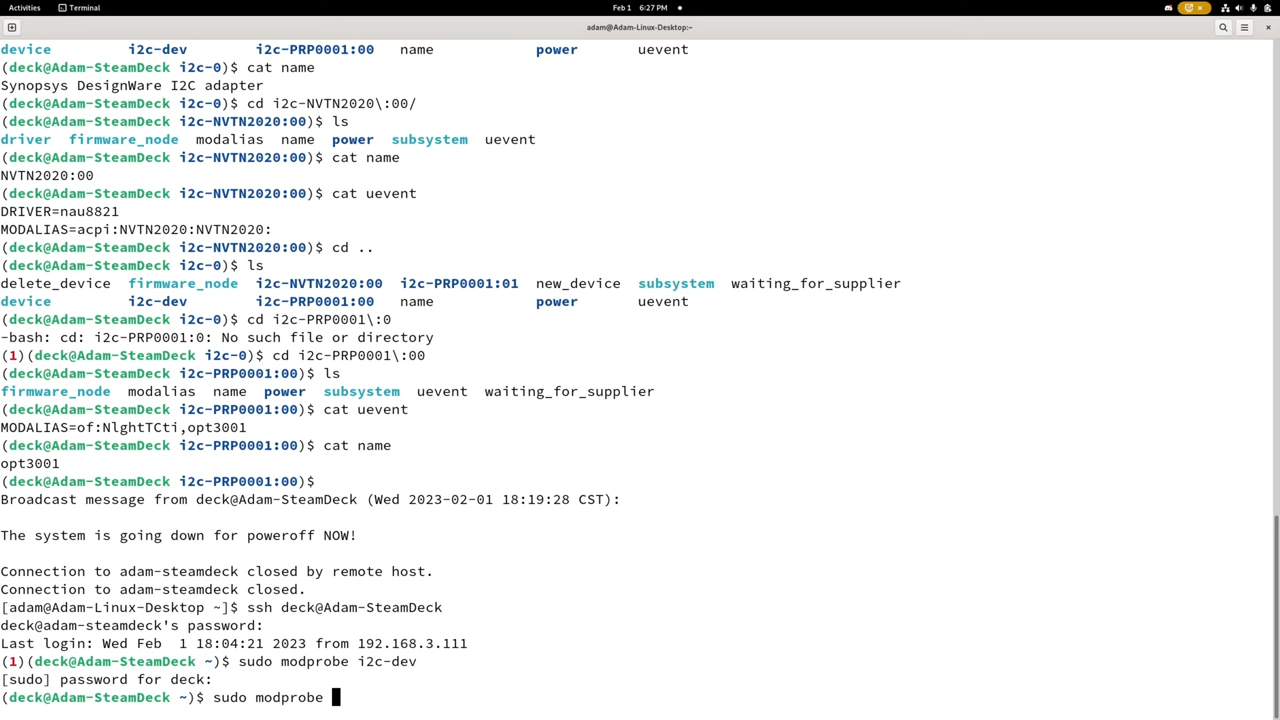 Activities Terminal Feb 1 6:27 PM
adam@Adam-Linux-Desktop:~
device i2c-dev i2c-PRP0001:00 name power uevent
(deck@Adam-SteamDeck i2c-0)$ cat name
Synopsys DesignWare I2C adapter
(deck@Adam-SteamDeck i2c-0)$ cd i2c-NVTN2020\:00/
(deck@Adam-SteamDeck i2c-NVTN2020:00)$ ls
driver firmware_node modalias name power subsystem uevent
(deck@Adam-SteamDeck i2c-NVTN2020:00)$ cat name
NVTN2020:00
(deck@Adam-SteamDeck i2c-NVTN2020:00)$ cat uevent
DRIVER=nau8821
MODALIAS=acpi:NVTN2020:NVTN2020:
(deck@Adam-SteamDeck i2c-NVTN2020:00)$ cd ..
(deck@Adam-SteamDeck i2c-0)$ ls
delete_device firmware_node i2c-NVTN2020:00 i2c-PRP0001:01 new_device subsystem waiting_for_supplier
device i2c-dev i2c-PRP0001:00 name power uevent
(deck@Adam-SteamDeck i2c-0)$ cd i2c-PRP0001\:0
-bash: cd: i2c-PRP0001:0: No such file or directory
(1)(deck@Adam-SteamDeck i2c-0)$ cd i2c-PRP0001\:00
(deck@Adam-SteamDeck i2c-PRP0001:00)$ ls
firmware_node modalias name power subsystem uevent waiting_for_supplier
(deck@Adam-SteamDeck i2c-PRP0001:00)$ cat uevent
MODALIAS=of:NlghtTCti,opt3001
(deck@Adam-SteamDeck i2c-PRP0001:00)$ cat name
opt3001
(deck@Adam-SteamDeck i2c-PRP0001:00)$
Broadcast message from deck@Adam-SteamDeck (Wed 2023-02-01 18:19:28 CST):
The system is going down for poweroff NOW!
Connection to adam-steamdeck closed by remote host.
Connection to adam-steamdeck closed.
[adam@Adam-Linux-Desktop ~]$ ssh deck@Adam-SteamDeck
deck@adam-steamdeck's password:
Last login: Wed Feb 1 18:04:21 2023 from 192.168.3.111
(1)(deck@Adam-SteamDeck ~)$ sudo modprobe i2c-dev
[sudo] password for deck:
(deck@Adam-SteamDeck ~)$ sudo modprobe